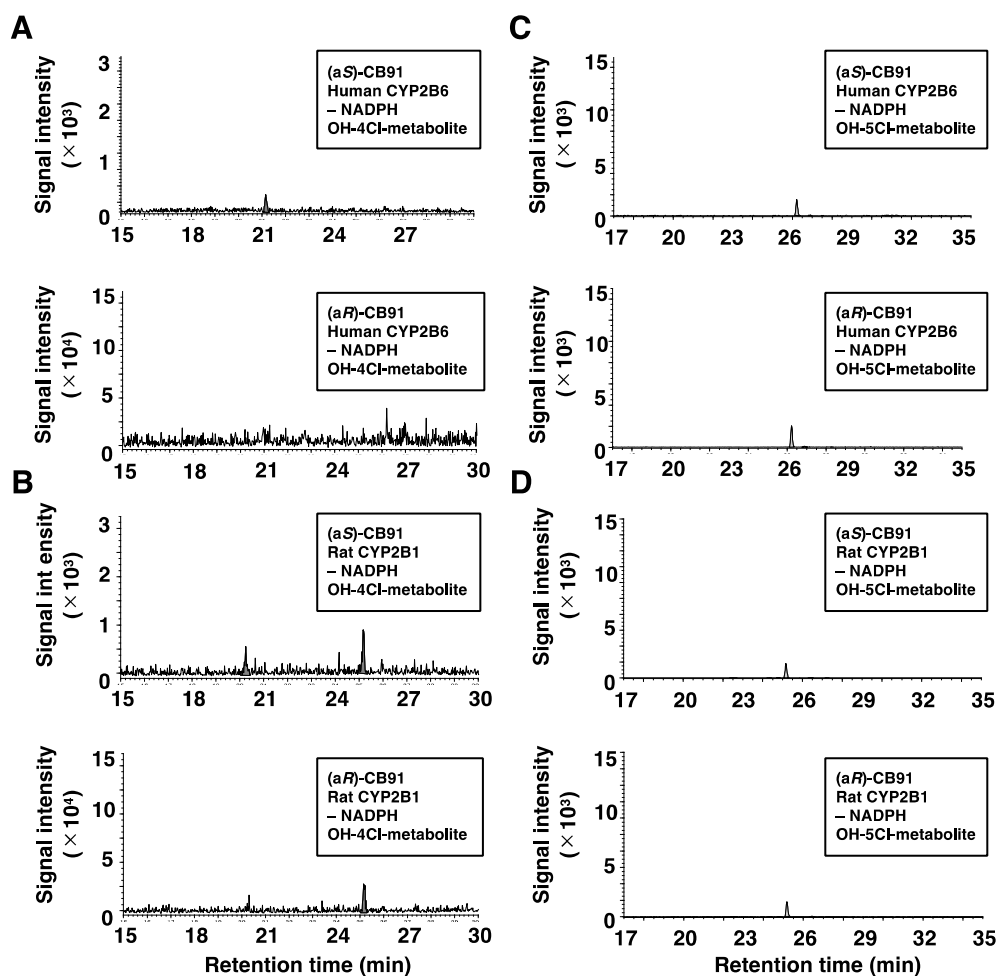 A
Signal intensity
(×10³)
3
2
1
0
(aS)-CB91
Human CYP2B6
– NADPH
OH-4Cl-metabolite
15 18 21 24 27
Signal intensity
(×10⁴)
15
10
5
0
(aR)-CB91
Human CYP2B6
– NADPH
OH-4Cl-metabolite
15 18 21 24 27 30
B
Signal int ensity
(×10³)
3
2
1
0
(aS)-CB91
Rat CYP2B1
– NADPH
OH-4Cl-metabolite
15 18 21 24 27 30
Signal intensity
(×10⁴)
15
10
5
0
(aR)-CB91
Rat CYP2B1
– NADPH
OH-4Cl-metabolite
15 18 21 24 27 30
Retention time (min)
C
Signal intensity
(×10³)
15
10
5
0
(aS)-CB91
Human CYP2B6
– NADPH
OH-5Cl-metabolite
17 20 23 26 29 32 35
Signal intensity
(×10³)
15
10
5
0
(aR)-CB91
Human CYP2B6
– NADPH
OH-5Cl-metabolite
17 20 23 26 29 32 35
D
Signal intensity
(×10³)
15
10
5
0
(aS)-CB91
Rat CYP2B1
– NADPH
OH-5Cl-metabolite
17 20 23 26 29 32 35
Signal intensity
(×10³)
15
10
5
0
(aR)-CB91
Rat CYP2B1
– NADPH
OH-5Cl-metabolite
17 20 23 26 29 32 35
Retention time (min)